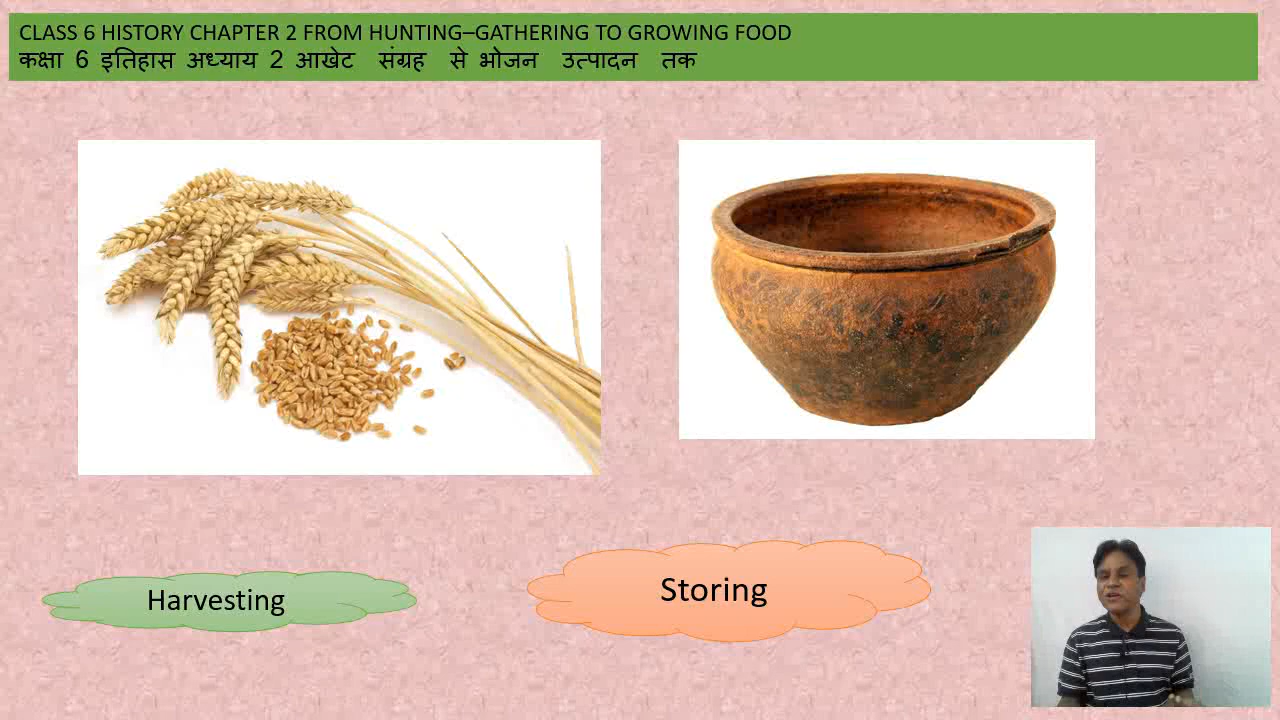 CLASS 6 HISTORY CHAPTER 2 FROM HUNTING–GATHERING TO GROWING FOOD
कक्षा 6 इतिहास अध्याय 2 आखेट संग्रह से भोजन उत्पादन तक
Harvesting
Storing